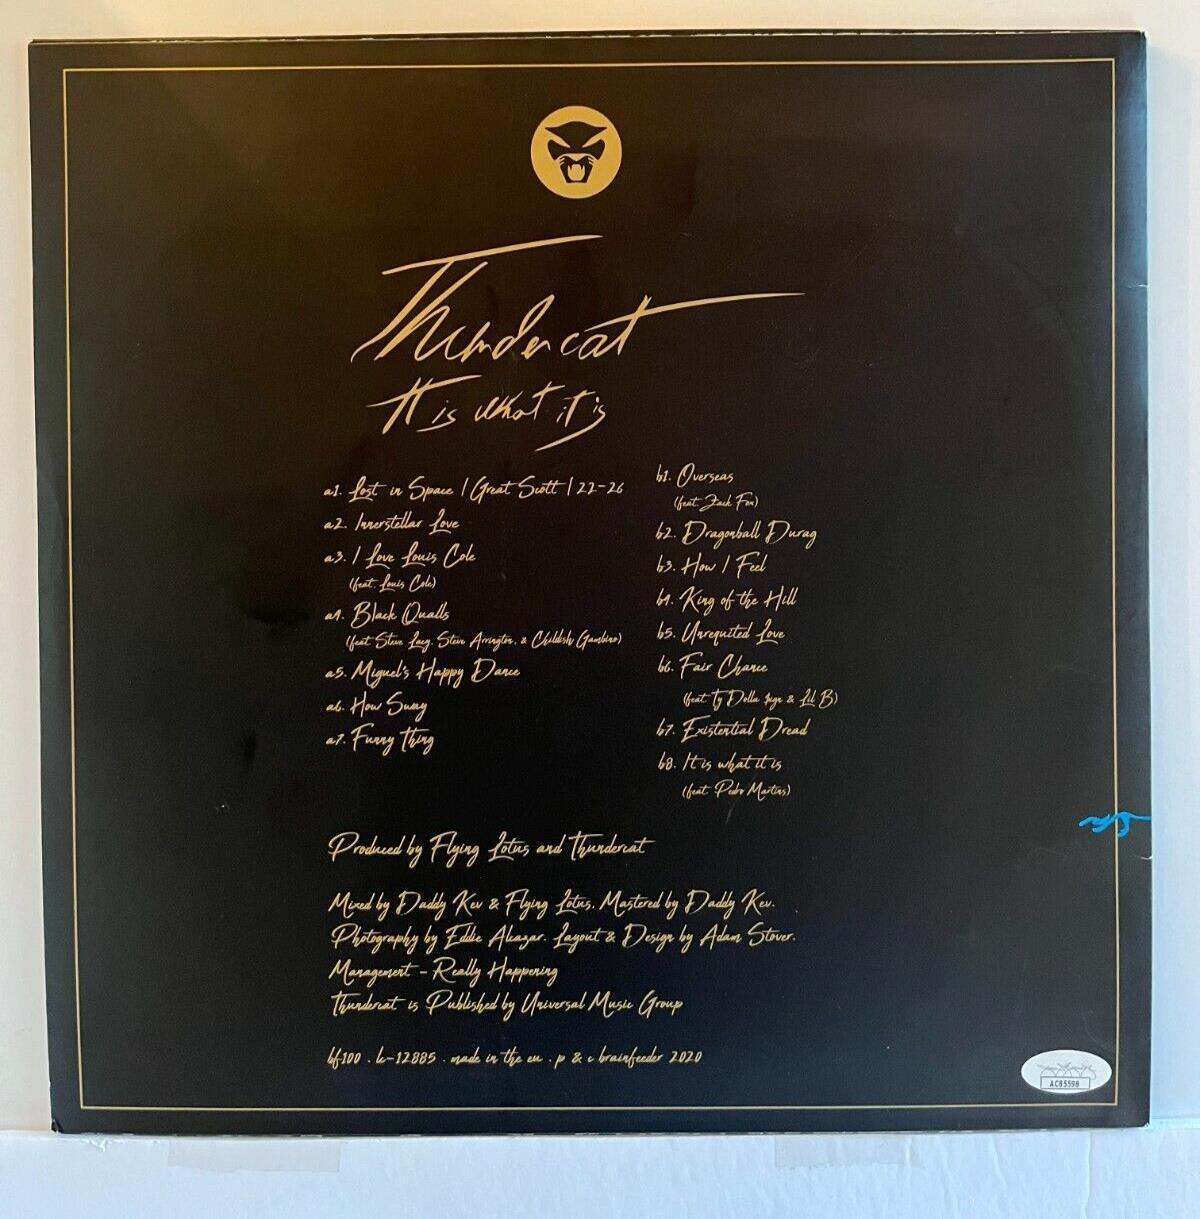 Thundercat
It is what it is
a1. Lost in Space / Great Scott / 22-26
a2. Innerstellar Love
a3. I Love Louis Cole
(feat. Louis Cole)
a4. Black Qualls
(feat Steve Lacy, Steve Arrington, & Childish Gambino)
a5. Miguel's Happy Dance
a6. How Sway
a7. Funny Thing
b1. Overseas
(feat. Zack Fox)
b2. Dragonball Durag
b3. How I Feel
b4. King of the Hill
b5. Unrequited Love
b6. Fair Chance
(feat. Ty Dolla $ign & Lil B)
b7. Existential Dread
b8. It is what it is
(feat. Pedro Martins)
Produced by Flying Lotus and Thundercat
Mixed by Daddy Kev & Flying Lotus. Mastered by Daddy Kev.
Photography by Eddie Alcazar. Layout & Design by Adam Stover.
Management - Really Happening
Thundercat is Published by Universal Music Group
bf100 . k-12885 . made in the eu . p & c brainfeeder 2020
AC85598